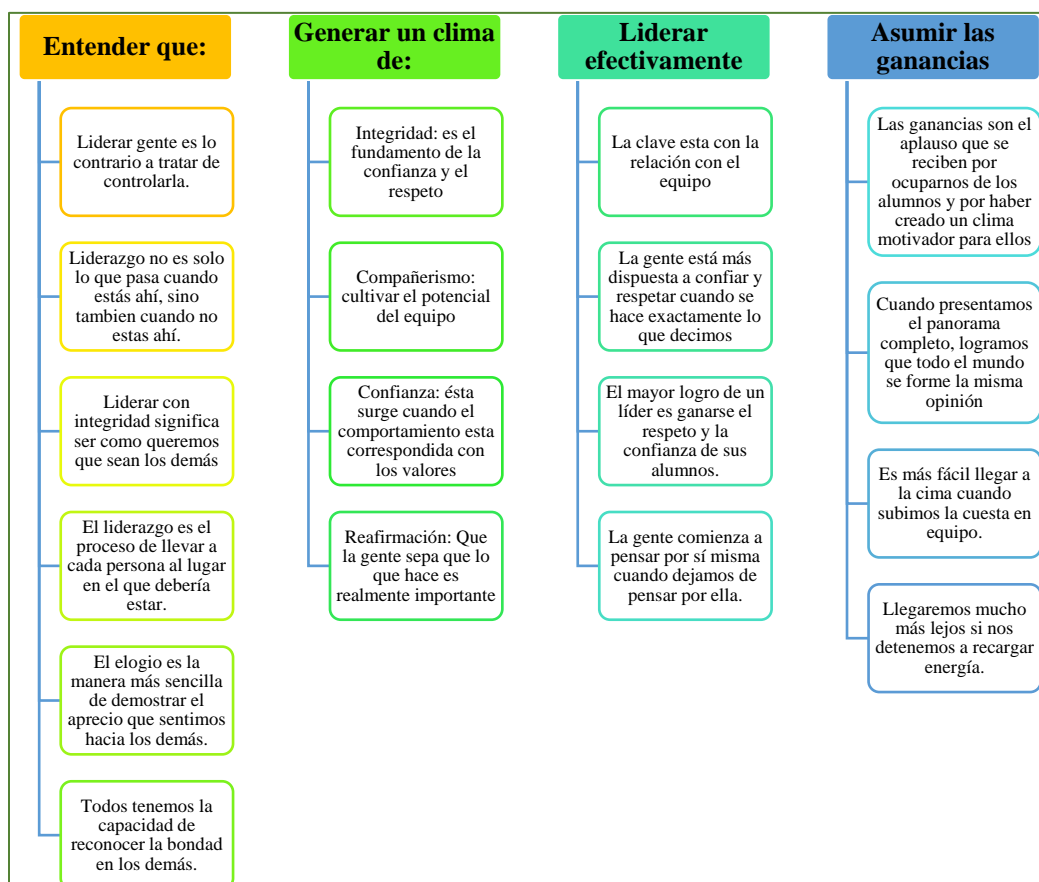 Entender que:
Liderar gente es lo
contrario a tratar de
controlarla.
Liderazgo no es solo
lo que pasa cuando
estás ahí, sino
tambien cuando no
estas ahí.
Liderar con
integridad significa
ser como queremos
que sean los demás
El liderazgo es el
proceso de llevar a
cada persona al lugar
en el que debería
estar.
El elogio es la
manera más sencilla
de demostrar el
aprecio que sentimos
hacia los demás.
Todos tenemos la
capacidad de
reconocer la bondad
en los demás.
Generar un clima
de:
Integridad: es el
fundamento de la
confianza y el
respeto
Compañerismo:
cultivar el potencial
del equipo
Confianza: ésta
surge cuando el
comportamiento esta
correspondida con
los valores
Reafirmación: Que
la gente sepa que lo
que hace es
realmente importante
Liderar
efectivamente
La clave esta con la
relación con el
equipo
La gente está más
dispuesta a confiar y
respetar cuando se
hace exactamente lo
que decimos
El mayor logro de un
líder es ganarse el
respeto y la
confianza de sus
alumnos.
La gente comienza a
pensar por sí misma
cuando dejamos de
pensar por ella.
Asumir las
ganancias
Las ganancias son el
aplauso que se
reciben por
ocuparnos de los
alumnos y por haber
creado un clima
motivador para ellos
Cuando presentamos
el panorama
completo, logramos
que todo el mundo
se forme la misma
opinión
Es más fácil llegar a
la cima cuando
subimos la cuesta en
equipo.
Llegaremos mucho
más lejos si nos
detenemos a recargar
energía.